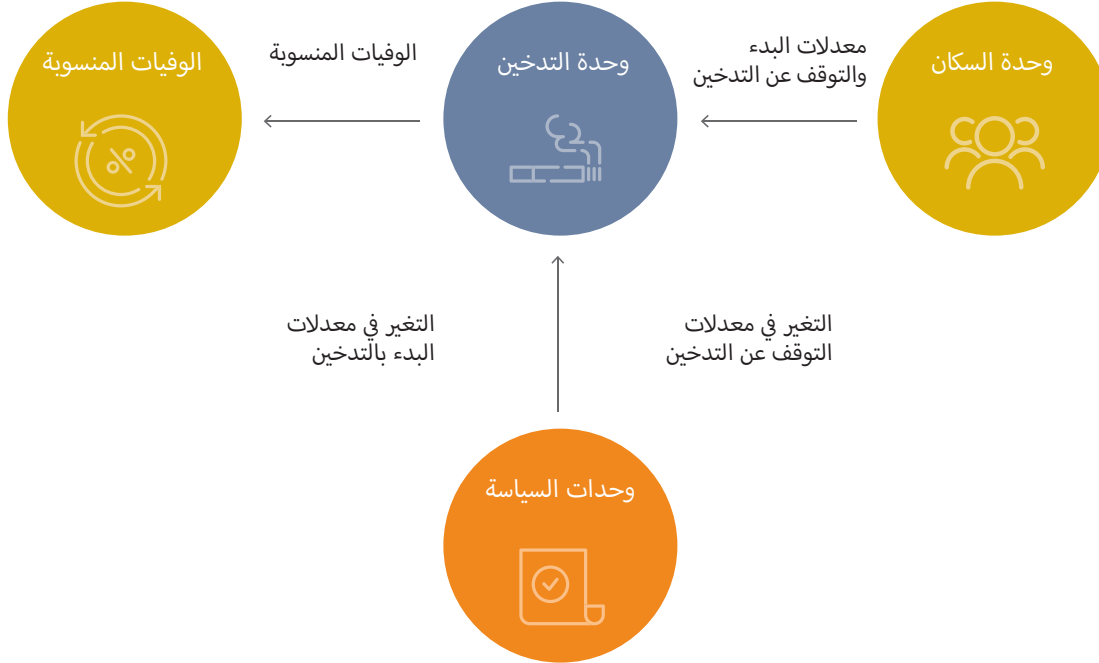 وحدة السكان
معدلات البدء
والتوقف عن التدخين
وحدة التدخين
الوفيات المنسوبة
الوفيات المنسوبة
التغير في معدلات
التوقف عن التدخين
التغير في معدلات
البدء بالتدخين
وحدات السياسة
%